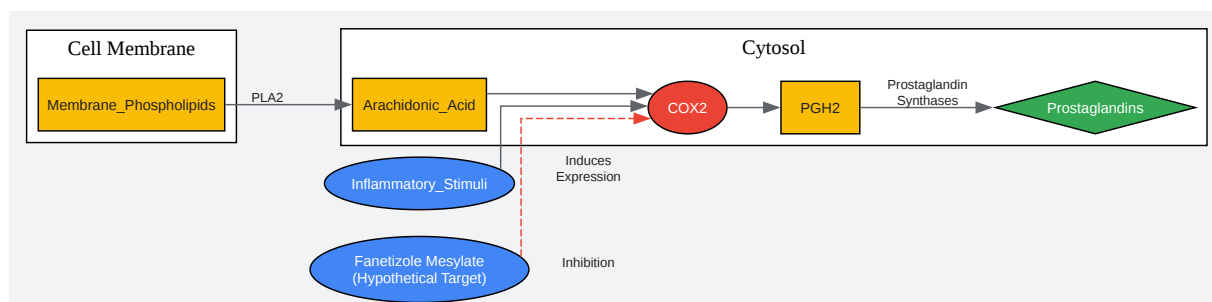 Cell Membrane
Cytosol
Membrane_Phospholipids
PLA2
Arachidonic_Acid
COX2
PGH2
Prostaglandin
Synthases
Prostaglandins
Inflammatory_Stimuli
Induces
Expression
Fanetizole Mesylate
(Hypothetical Target)
Inhibition